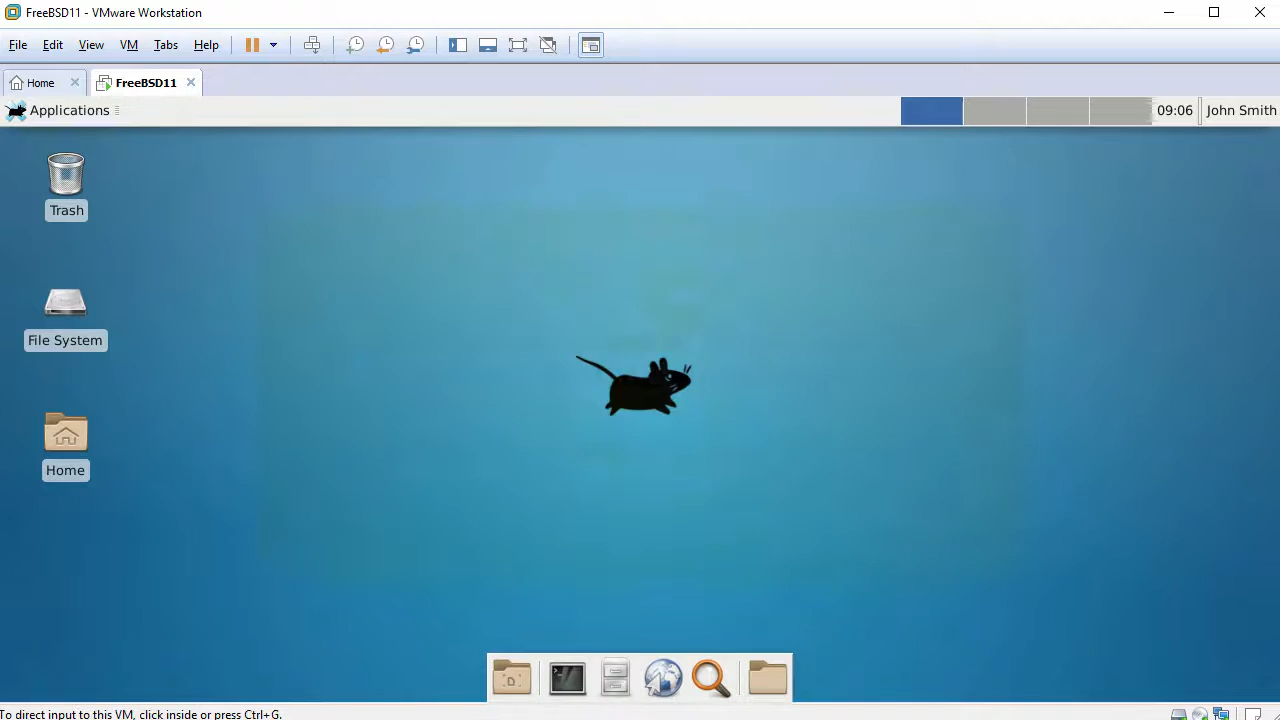 FreeBSD11 - VMware Workstation
File Edit View VM Tabs Help
Home FreeBSD11
Applications 09:06 John Smith
Trash
File System
Home
To direct input to this VM, click inside or press Ctrl+G.